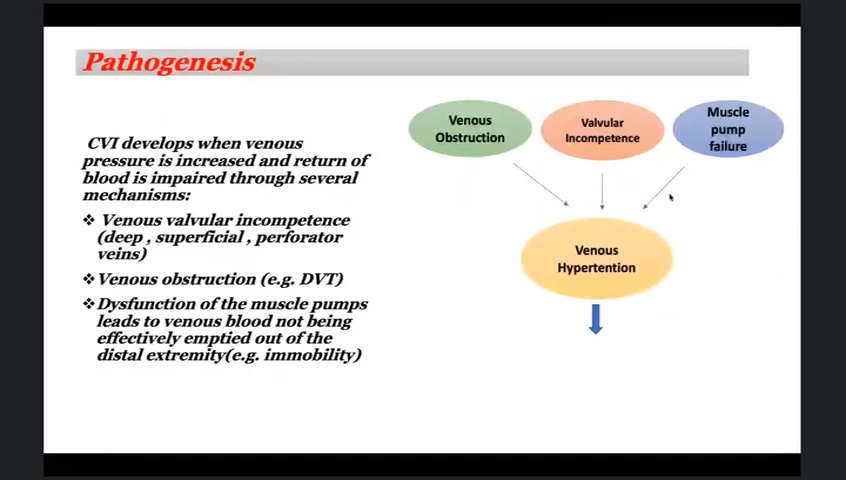 Pathogenesis
CVI develops when venous
pressure is increased and return of
blood is impaired through several
mechanisms:
❖ Venous valvular incompetence
(deep , superficial , perforator
veins)
❖ Venous obstruction (e.g. DVT)
❖ Dysfunction of the muscle pumps
leads to venous blood not being
effectively emptied out of the
distal extremity(e.g. immobility)
Venous
Obstruction
Valvular
Incompetence
Muscle
pump
failure
Venous
Hypertention